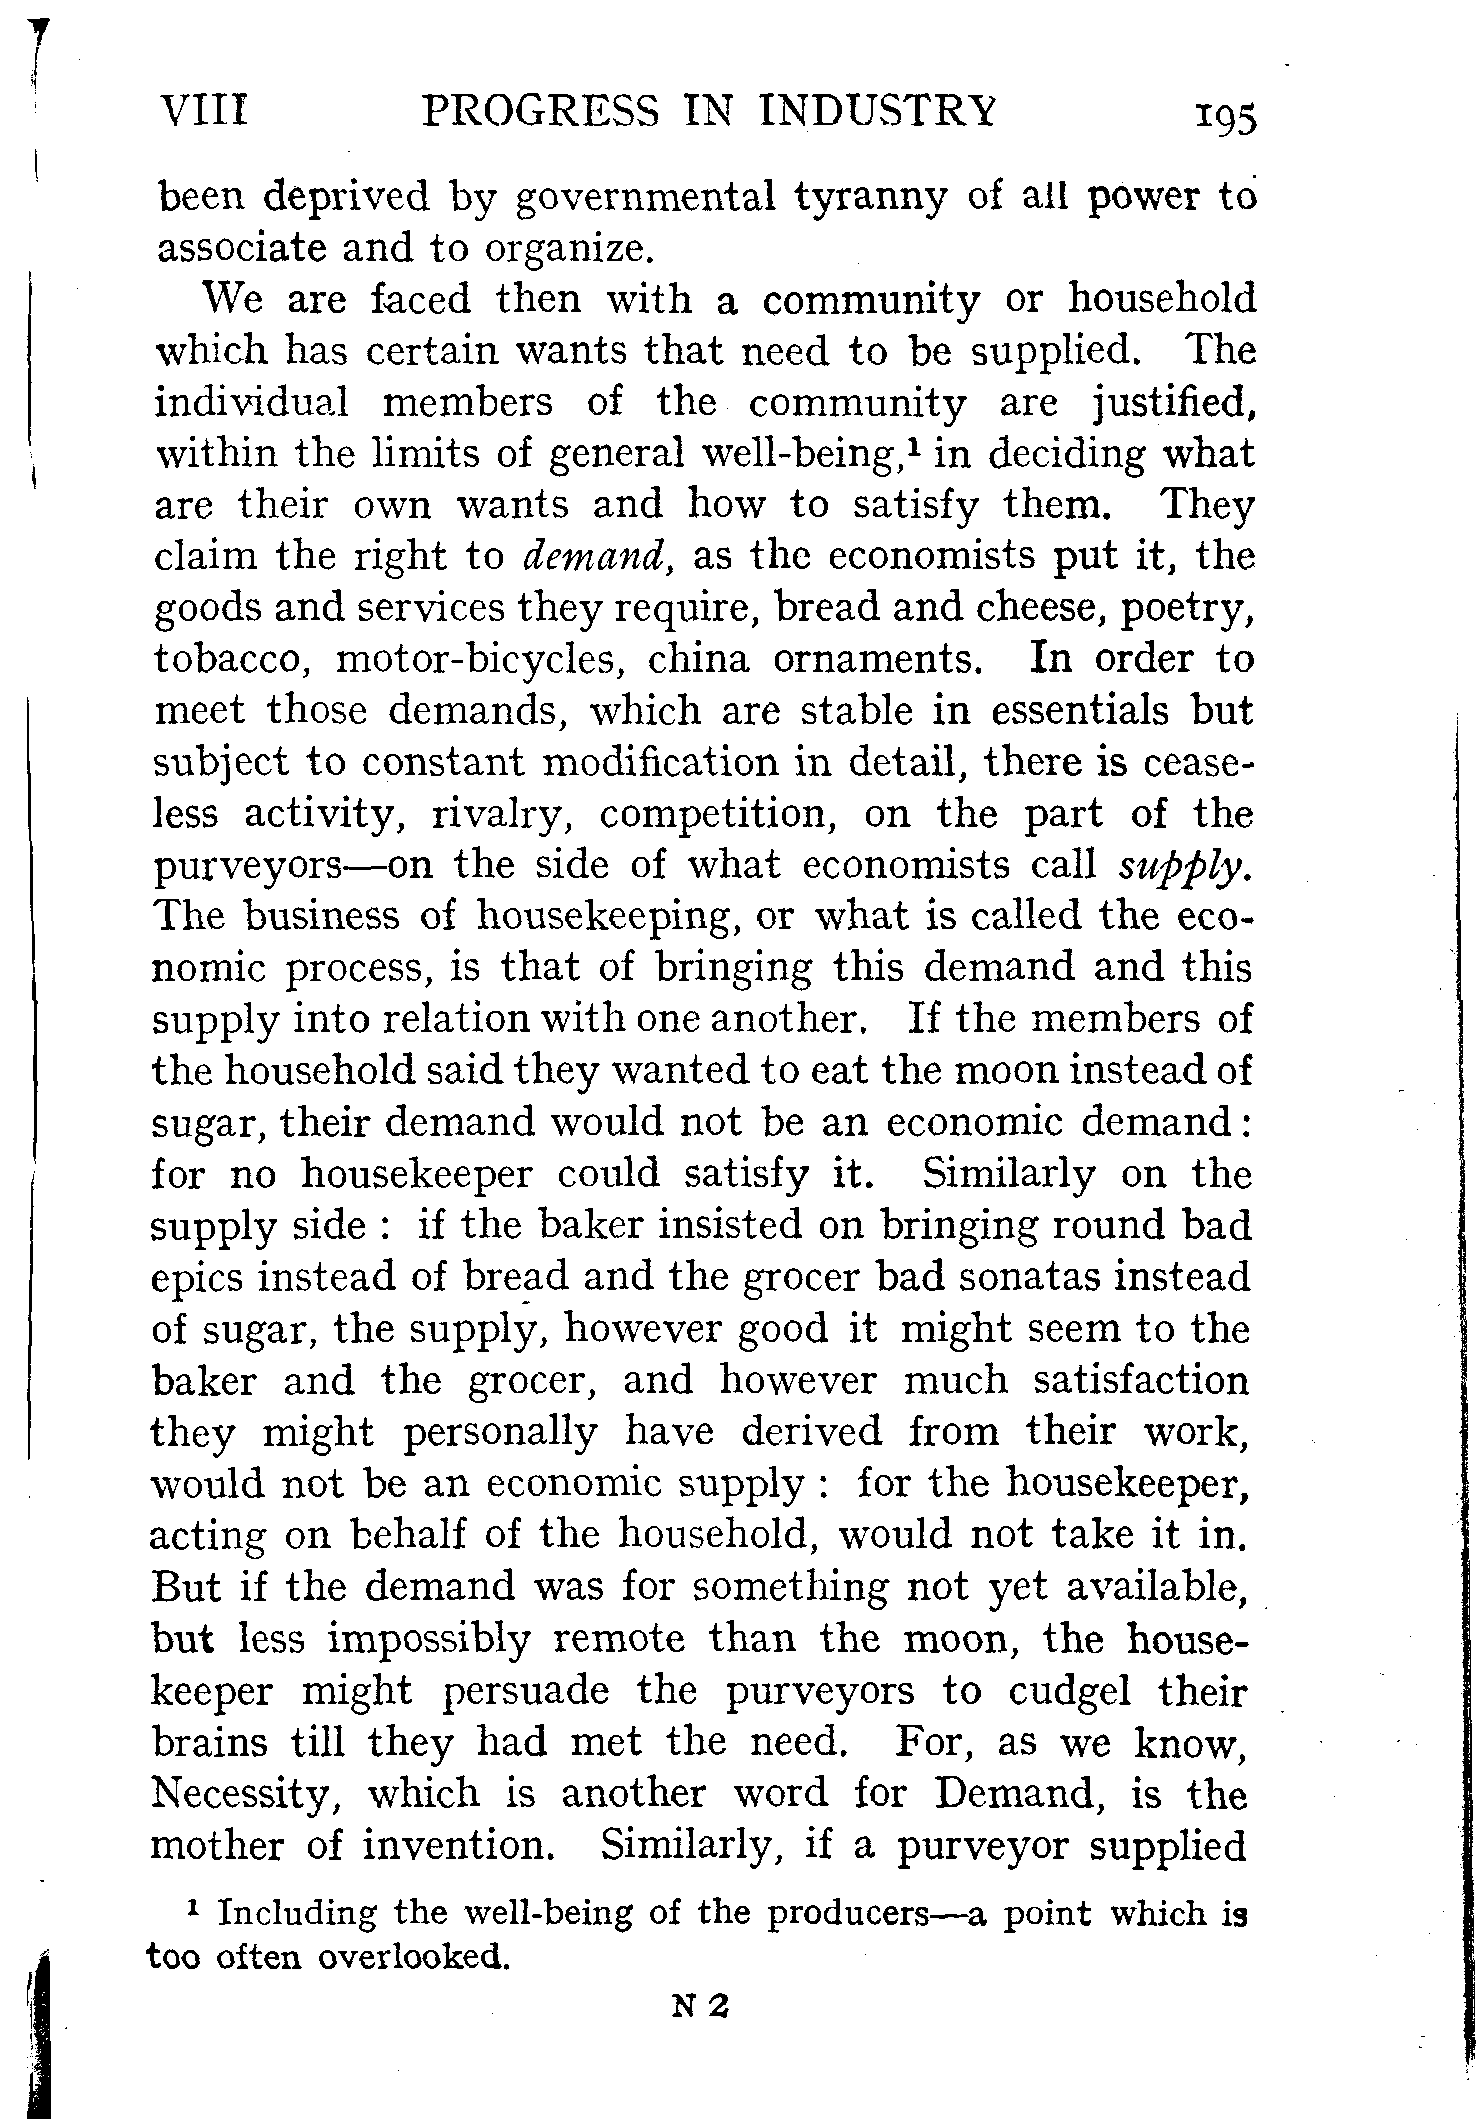 VIII PROGRESS IN INDUSTRY 195
been deprived by governmental tyranny of all power to
associate and to organize.
We are faced then with a community or household
which has certain wants that need to be supplied. The
individual members of the community are justified,
within the limits of general well-being,¹ in deciding what
are their own wants and how to satisfy them. They
claim the right to demand, as the economists put it, the
goods and services they require, bread and cheese, poetry,
tobacco, motor-bicycles, china ornaments. In order to
meet those demands, which are stable in essentials but
subject to constant modification in detail, there is cease-
less activity, rivalry, competition, on the part of the
purveyors—on the side of what economists call supply.
The business of housekeeping, or what is called the eco-
nomic process, is that of bringing this demand and this
supply into relation with one another. If the members of
the household said they wanted to eat the moon instead of
sugar, their demand would not be an economic demand :
for no housekeeper could satisfy it. Similarly on the
supply side : if the baker insisted on bringing round bad
epics instead of bread and the grocer bad sonatas instead
of sugar, the supply, however good it might seem to the
baker and the grocer, and however much satisfaction
they might personally have derived from their work,
would not be an economic supply : for the housekeeper,
acting on behalf of the household, would not take it in.
But if the demand was for something not yet available,
but less impossibly remote than the moon, the house-
keeper might persuade the purveyors to cudgel their
brains till they had met the need. For, as we know,
Necessity, which is another word for Demand, is the
mother of invention. Similarly, if a purveyor supplied
¹ Including the well-being of the producers—a point which is
too often overlooked.
N 2